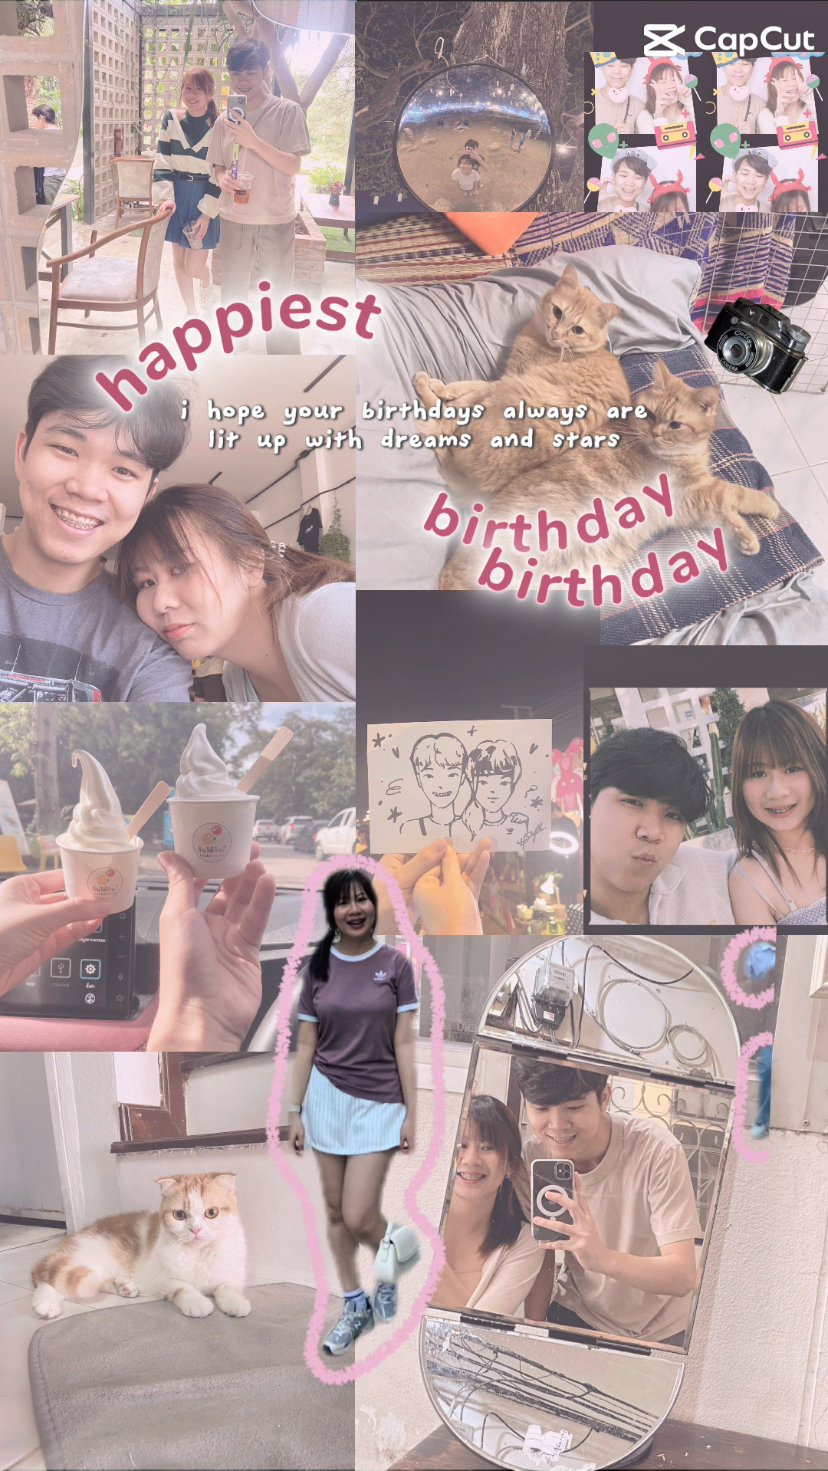 CapCut
happiest
i hope your birthdays always are
lit up with dreams and stars
birthday
birthday